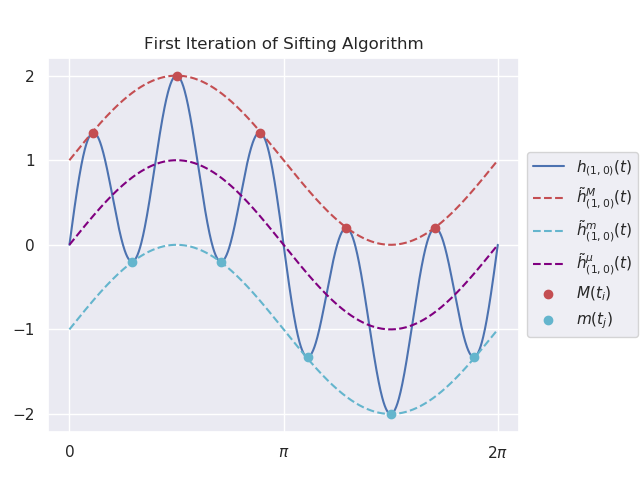 First Iteration of Sifting Algorithm
2
1
0
−1
−2
0
π
2π
h₍₁,₀₎(t)
h̃ᴹ₍₁,₀₎(t)
h̃ᵐ₍₁,₀₎(t)
h̃ᵘ₍₁,₀₎(t)
M(tᵢ)
m(tⱼ)